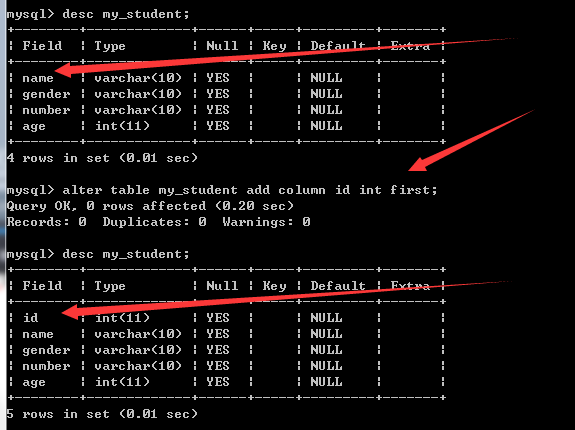 mysql> desc my_student;
+--------+-------------+------+-----+---------+-------+
| Field | Type | Null | Key | Default | Extra |
+--------+-------------+------+-----+---------+-------+
| name | varchar(10) | YES | | NULL | |
| gender | varchar(10) | YES | | NULL | |
| number | varchar(10) | YES | | NULL | |
| age | int(11) | YES | | NULL | |
+--------+-------------+------+-----+---------+-------+
4 rows in set (0.01 sec)
mysql> alter table my_student add column id int first;
Query OK, 0 rows affected (0.20 sec)
Records: 0 Duplicates: 0 Warnings: 0
mysql> desc my_student;
+--------+-------------+------+-----+---------+-------+
| Field | Type | Null | Key | Default | Extra |
+--------+-------------+------+-----+---------+-------+
| id | int(11) | YES | | NULL | |
| name | varchar(10) | YES | | NULL | |
| gender | varchar(10) | YES | | NULL | |
| number | varchar(10) | YES | | NULL | |
| age | int(11) | YES | | NULL | |
+--------+-------------+------+-----+---------+-------+
5 rows in set (0.01 sec)